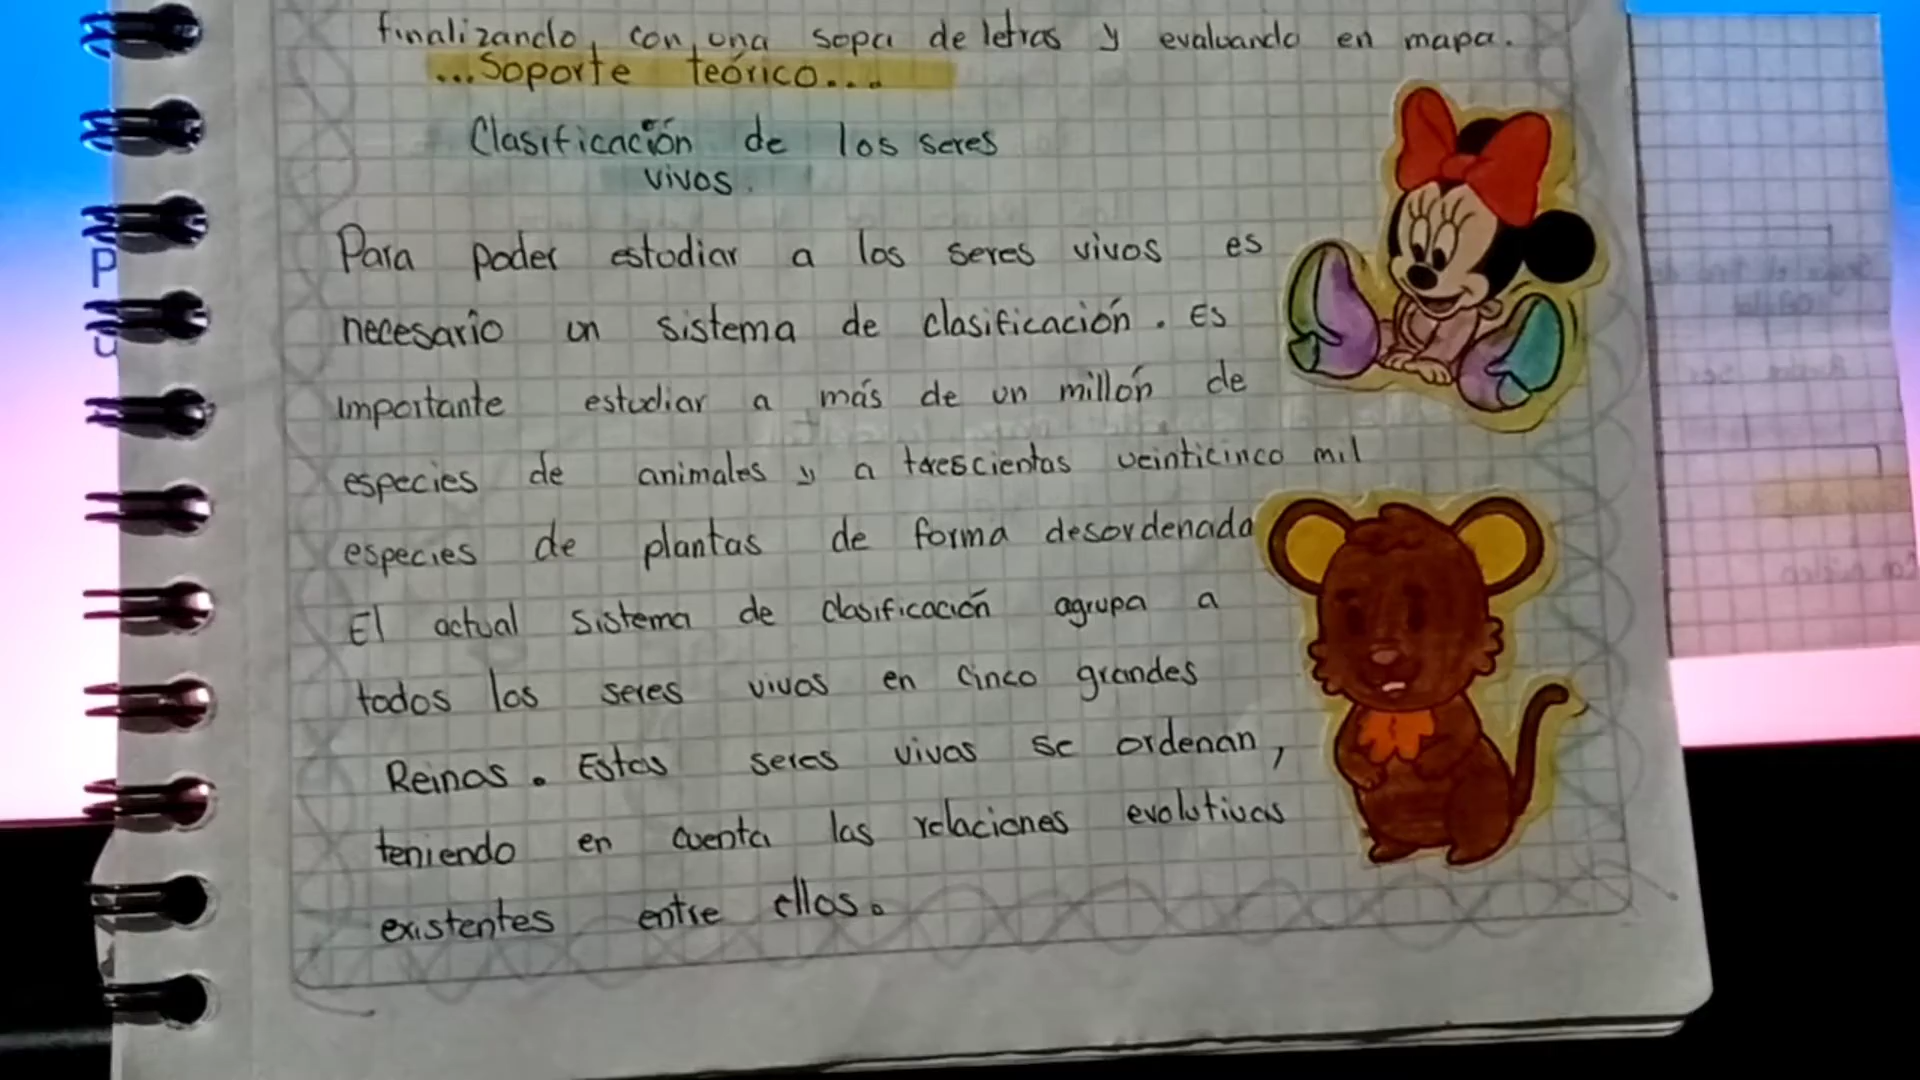 finalizando, con una sopa de letras y evaluando en mapa.
...Soporte teórico....
Clasificación de los seres
vivos.
Para poder estudiar a los seres vivos es
necesario un sistema de clasificación. Es
importante estudiar a más de un millón de
especies de animales y a trescientas veinticinco mil
especies de plantas de forma desordenada
El actual sistema de clasificación agrupa a
todos los seres vivos en cinco grandes
Reinos. Estos seres vivos se ordenan,
teniendo en cuenta las relaciones evolutivas
existentes entre ellos.